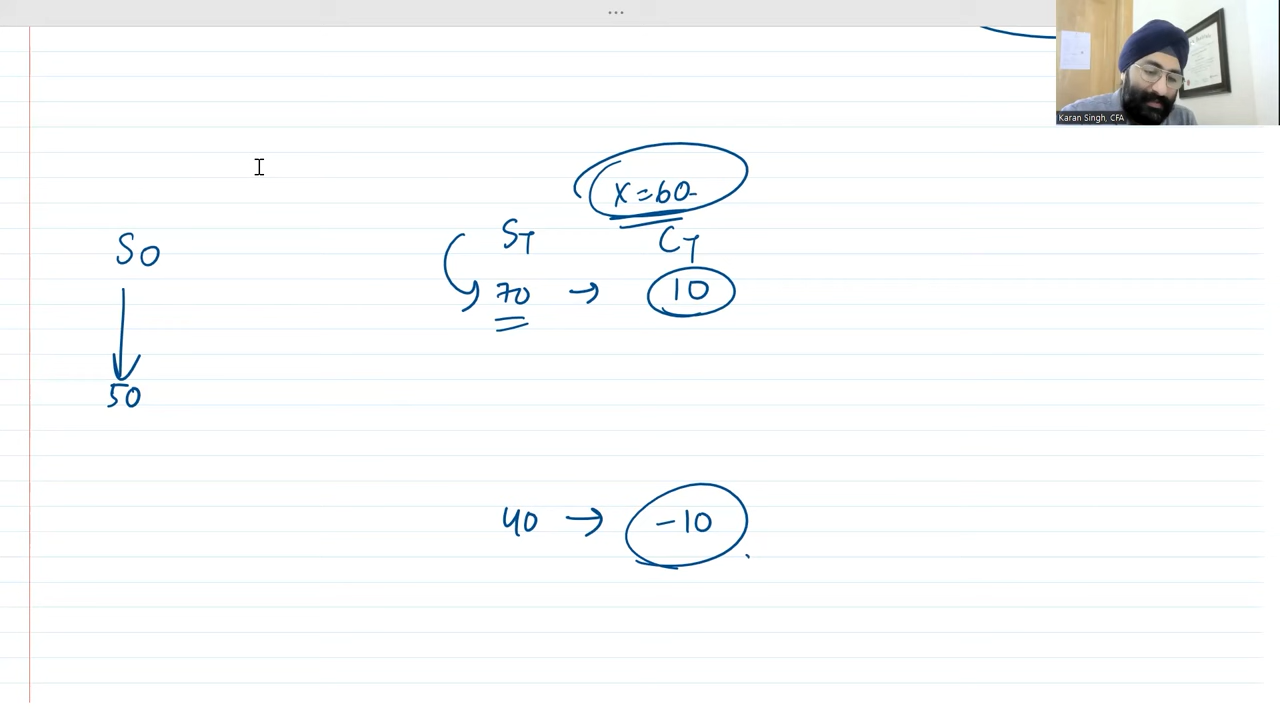 ...
Karan Singh, CFA
x=60
S0
ST
CT
70 → 10
50
40 → -10